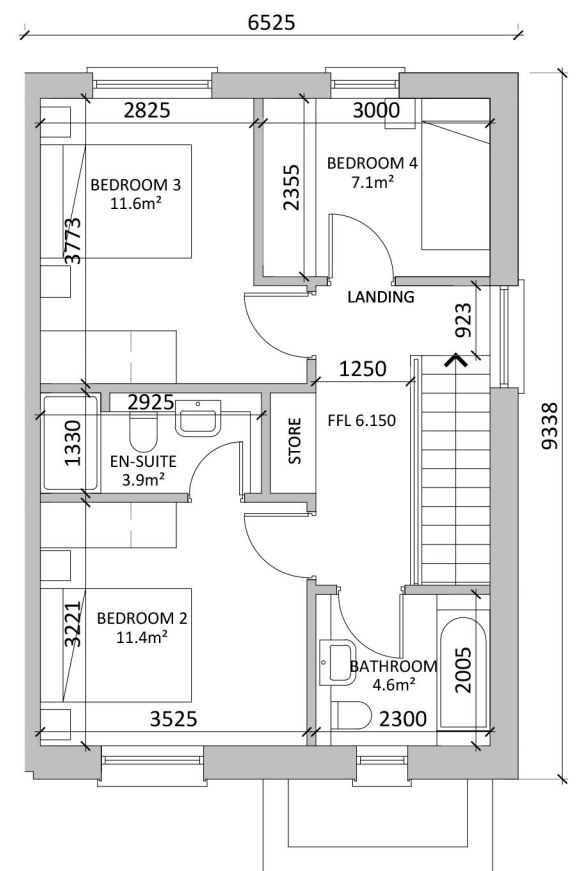 6525
2825
3000
BEDROOM 3
11.6m²
BEDROOM 4
7.1m²
2355
3773
LANDING
923
1250
2925
FFL 6.150
9338
1330
STORE
EN-SUITE
3.9m²
BEDROOM 2
11.4m²
3221
BATHROOM
4.6m²
2005
3525
2300